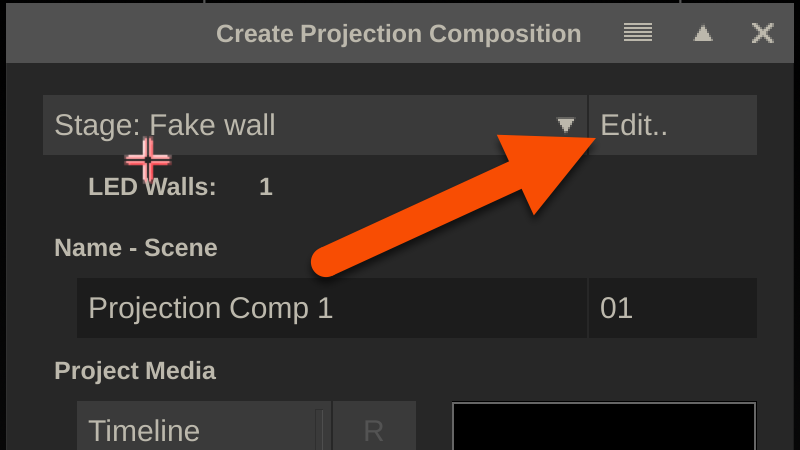 Create Projection Composition
Stage: Fake wall Edit..
LED Walls: 1
Name - Scene
Projection Comp 1 01
Project Media
Timeline R